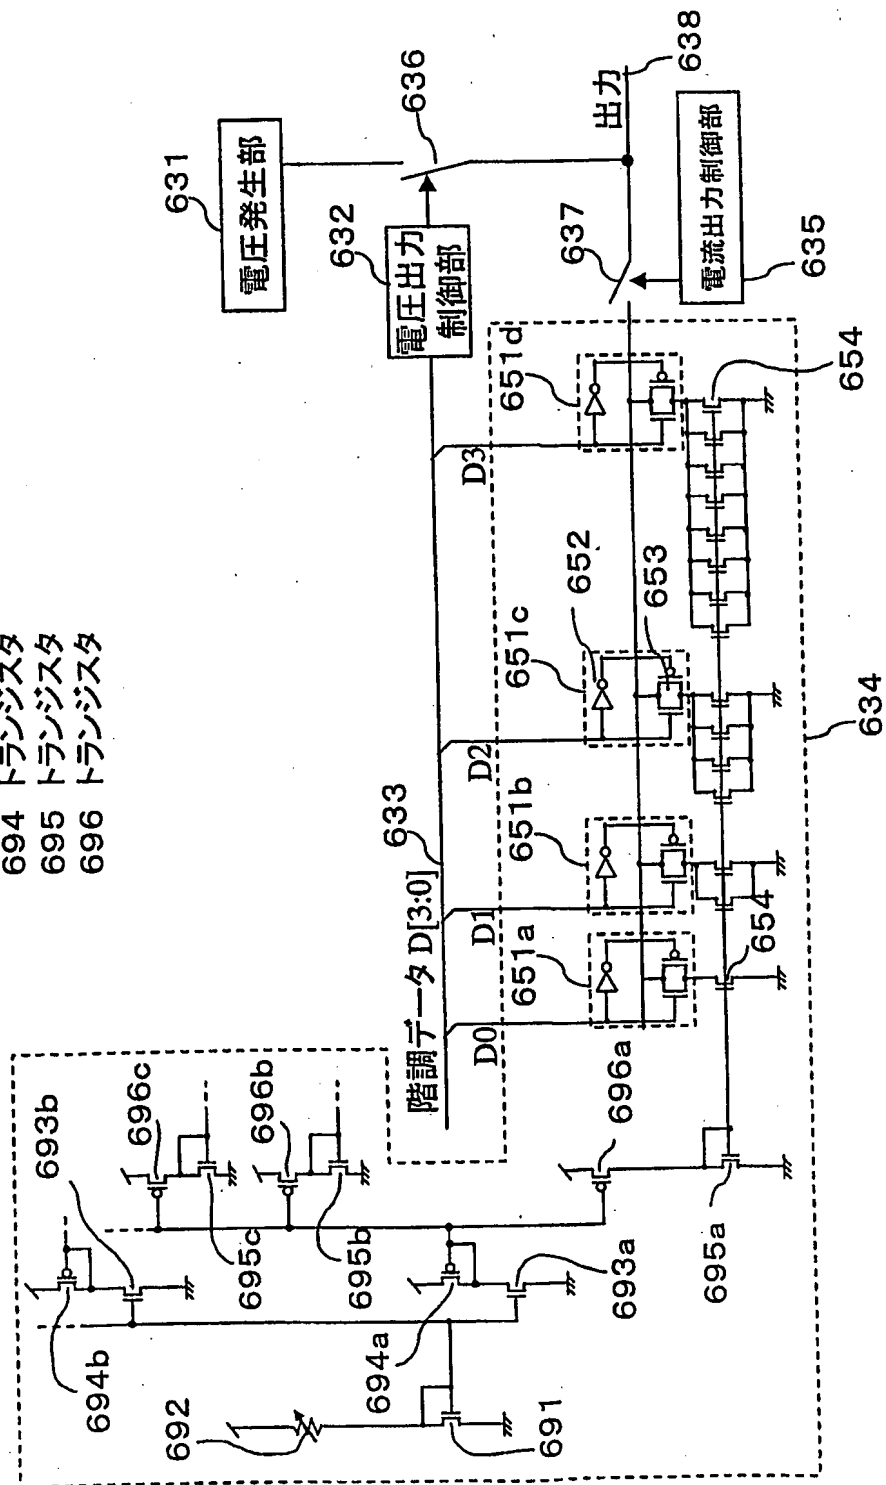 694 トランジスタ
695 トランジスタ
696 トランジスタ
631
電圧発生部
636
632
電圧出力
制御部
出力
638
637
電流出力制御部
635
633
階調データ D[3:0]
D0
D1
D2
D3
651a
651b
651c
652
653
651d
654
654
634
693b
694b
696c
695c
696b
695b
696a
695a
694a
693a
692
691